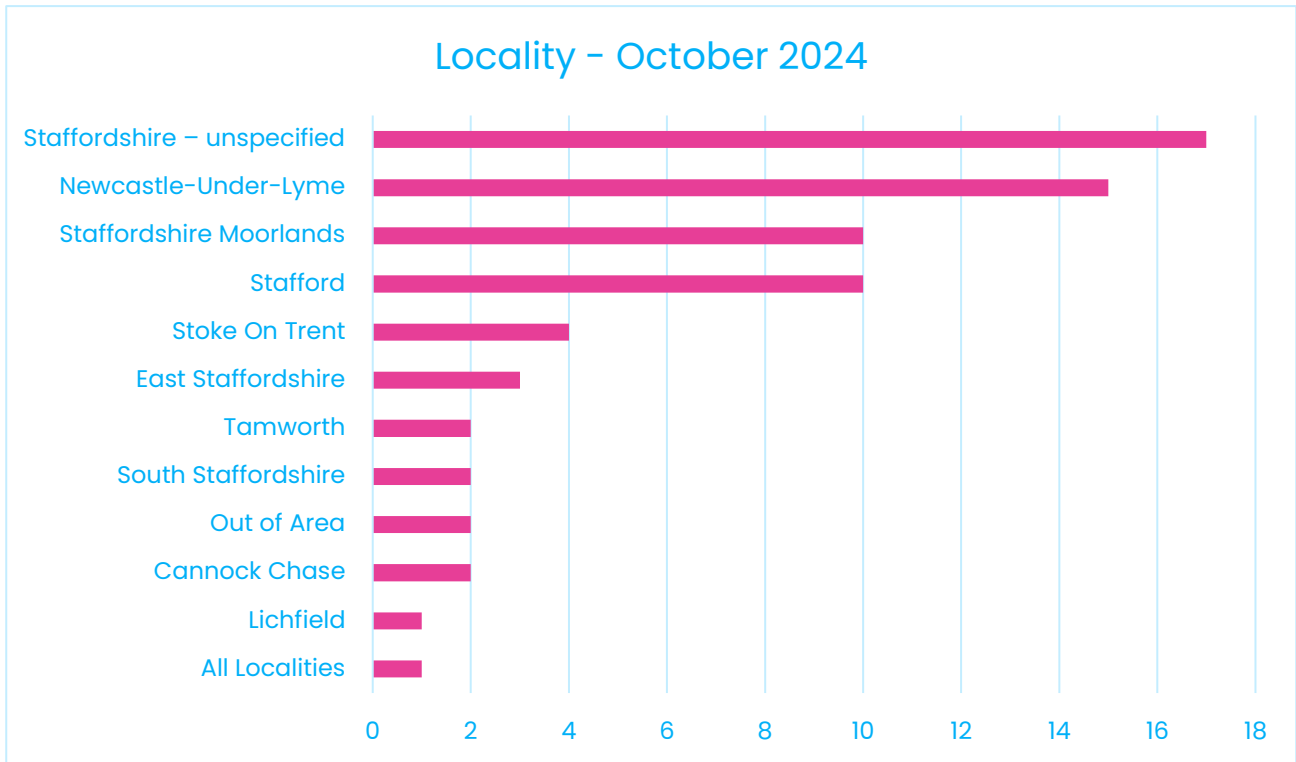 Locality - October 2024
Staffordshire – unspecified
Newcastle-Under-Lyme
Staffordshire Moorlands
Stafford
Stoke On Trent
East Staffordshire
Tamworth
South Staffordshire
Out of Area
Cannock Chase
Lichfield
All Localities
0 2 4 6 8 10 12 14 16 18